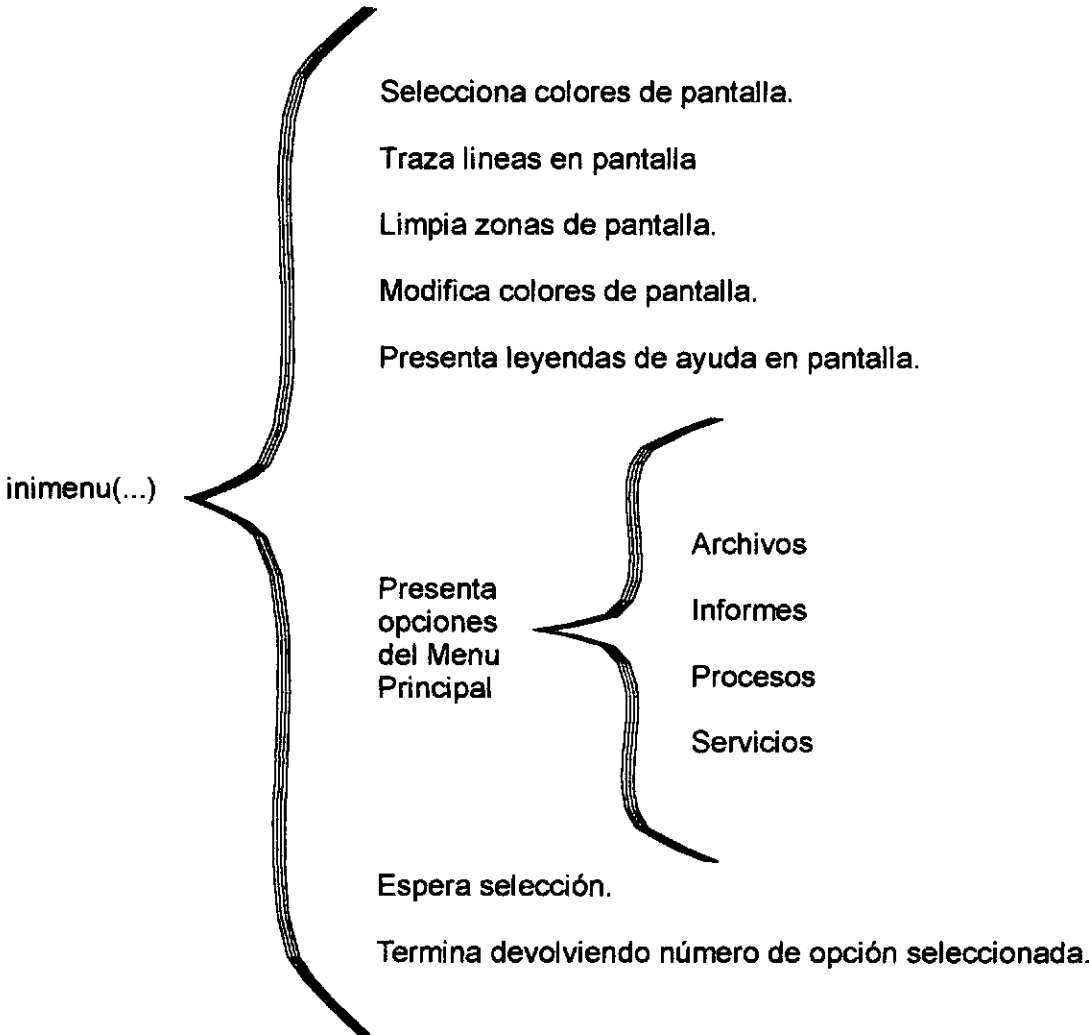 Selecciona colores de pantalla.
Traza lineas en pantalla
Limpia zonas de pantalla.
Modifica colores de pantalla.
Presenta leyendas de ayuda en pantalla.
inimenu(...)
Presenta
opciones
del Menu
Principal
Archivos
Informes
Procesos
Servicios
Espera selección.
Termina devolviendo número de opción seleccionada.